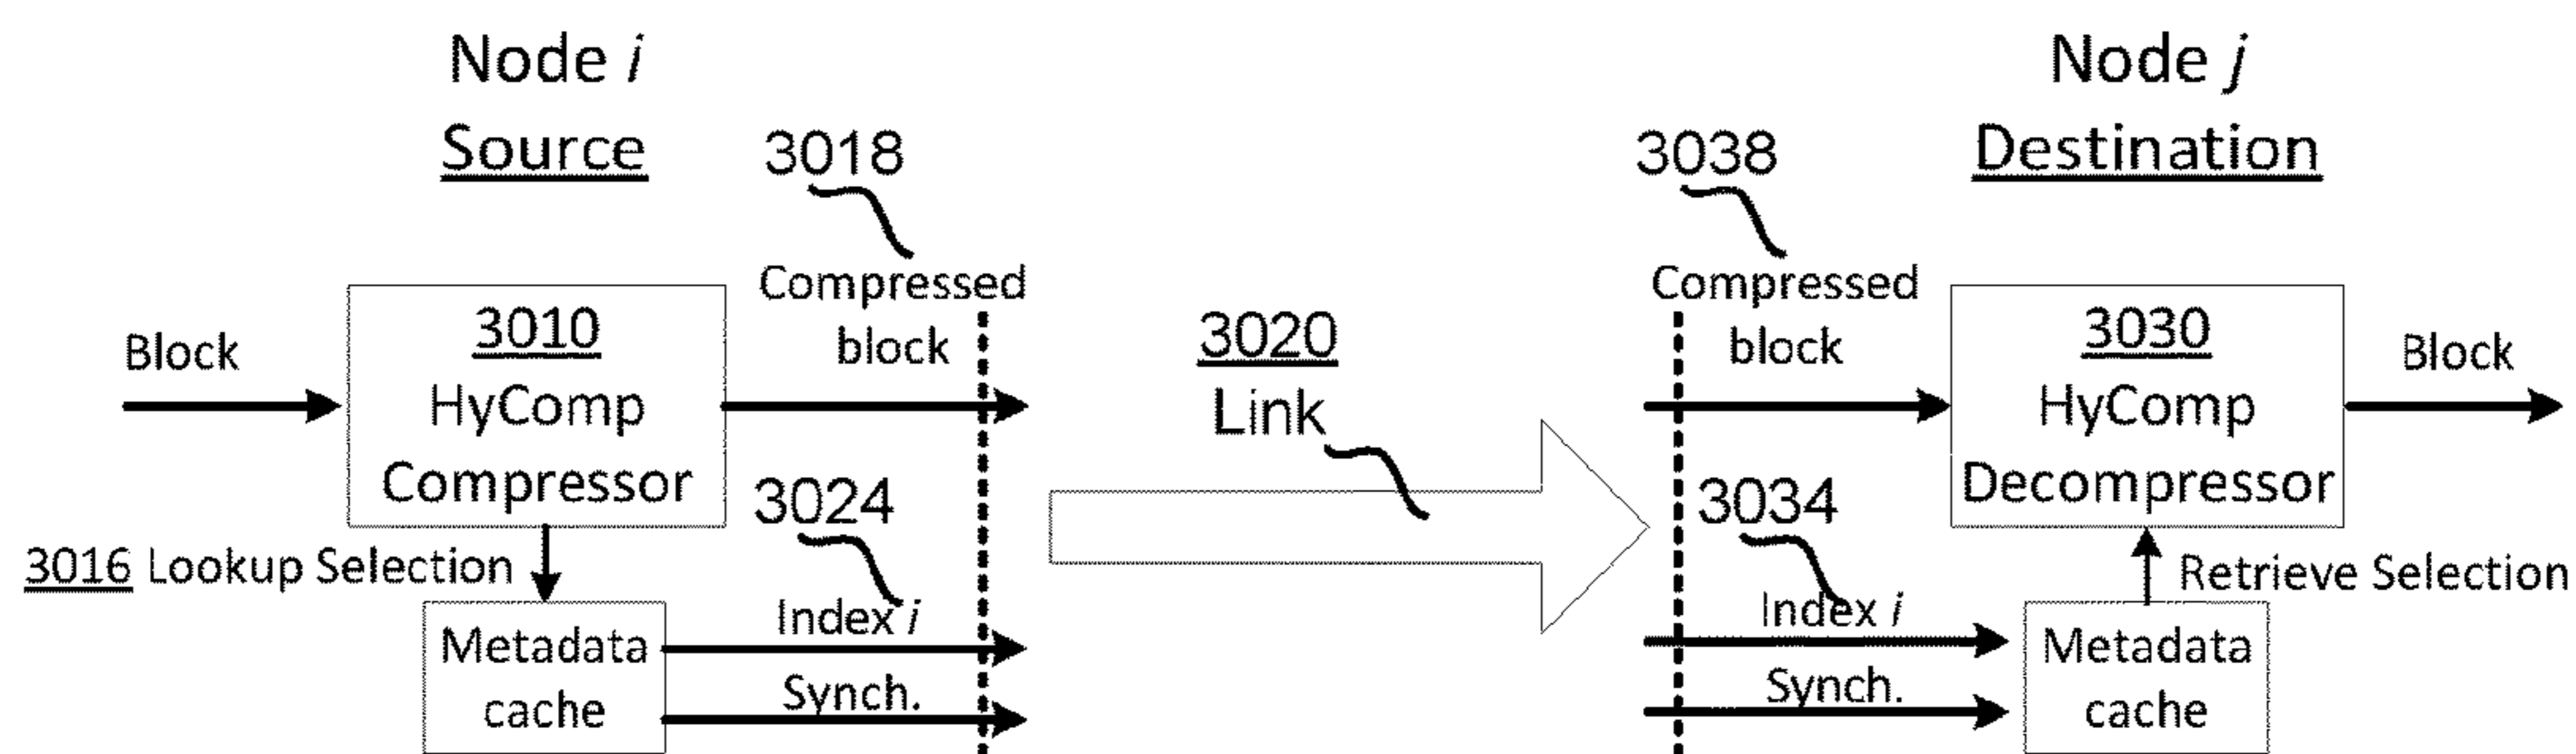 Node i
Source
3018
Compressed
block
Block
3010
HyComp
Compressor
3016 Lookup Selection
Metadata
cache
3024
Index i
Synch.
3020
Link
Node j
Destination
3038
Compressed
block
3030
HyComp
Decompressor
Block
3034
Index i
Synch.
Retrieve Selection
Metadata
cache